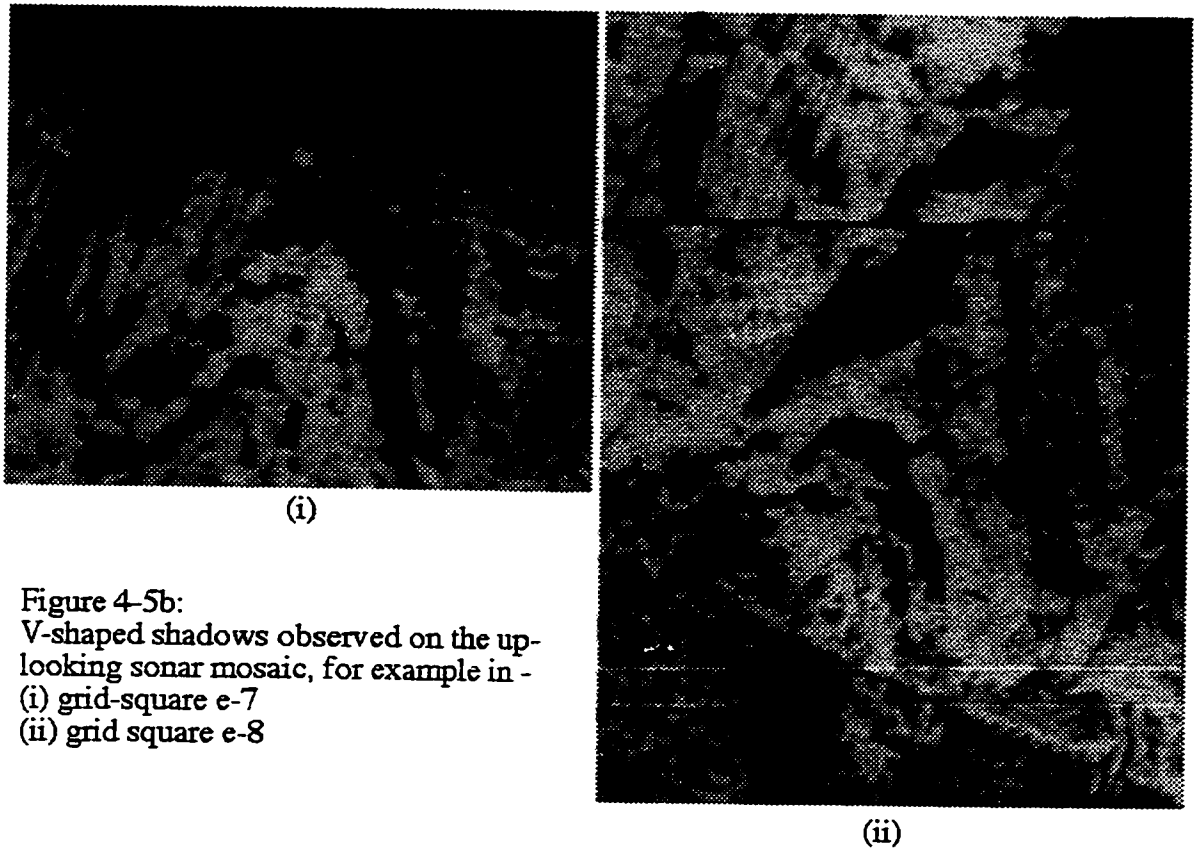 (i)
Figure 4-5b:
V-shaped shadows observed on the up-
looking sonar mosaic, for example in -
(i) grid-square e-7
(ii) grid square e-8
(ii)